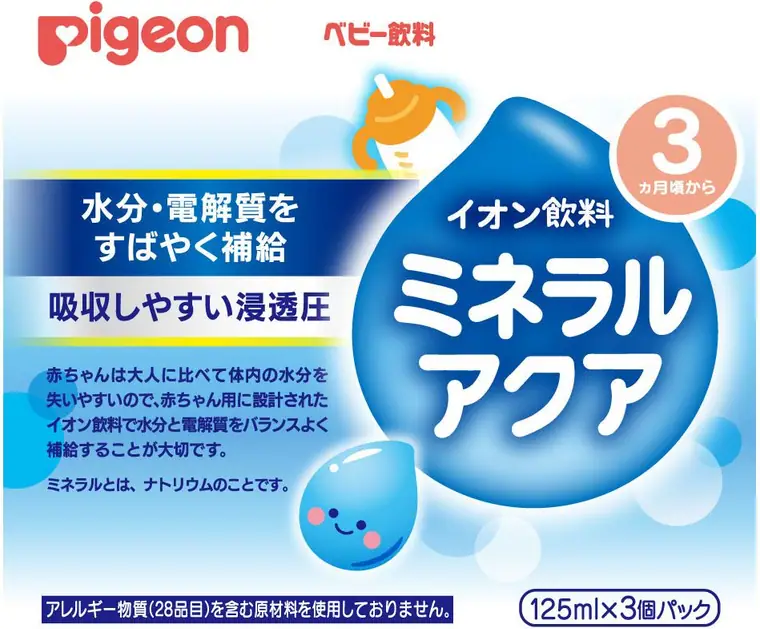 pigeon
ベビー飲料
3
ヵ月頃から
水分・電解質を
すばやく補給
吸収しやすい浸透圧
イオン飲料
ミネラル
アクア
赤ちゃんは大人に比べて体内の水分を
失いやすいので、赤ちゃん用に設計された
イオン飲料で水分と電解質をバランスよく
補給することが大切です。
ミネラルとは、ナトリウムのことです。
アレルギー物質(28品目)を含む原材料を使用しておりません。
125ml×3個パック